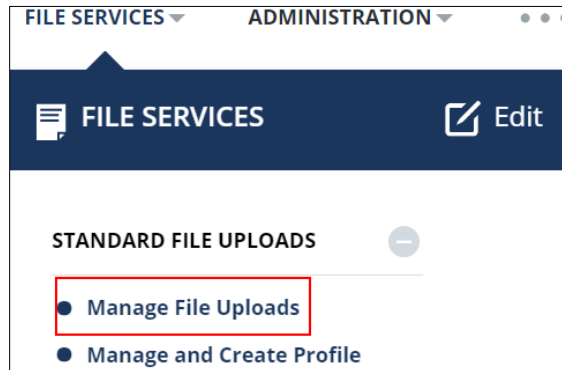 FILE SERVICES ADMINISTRATION
FILE SERVICES Edit
STANDARD FILE UPLOADS
Manage File Uploads
Manage and Create Profile